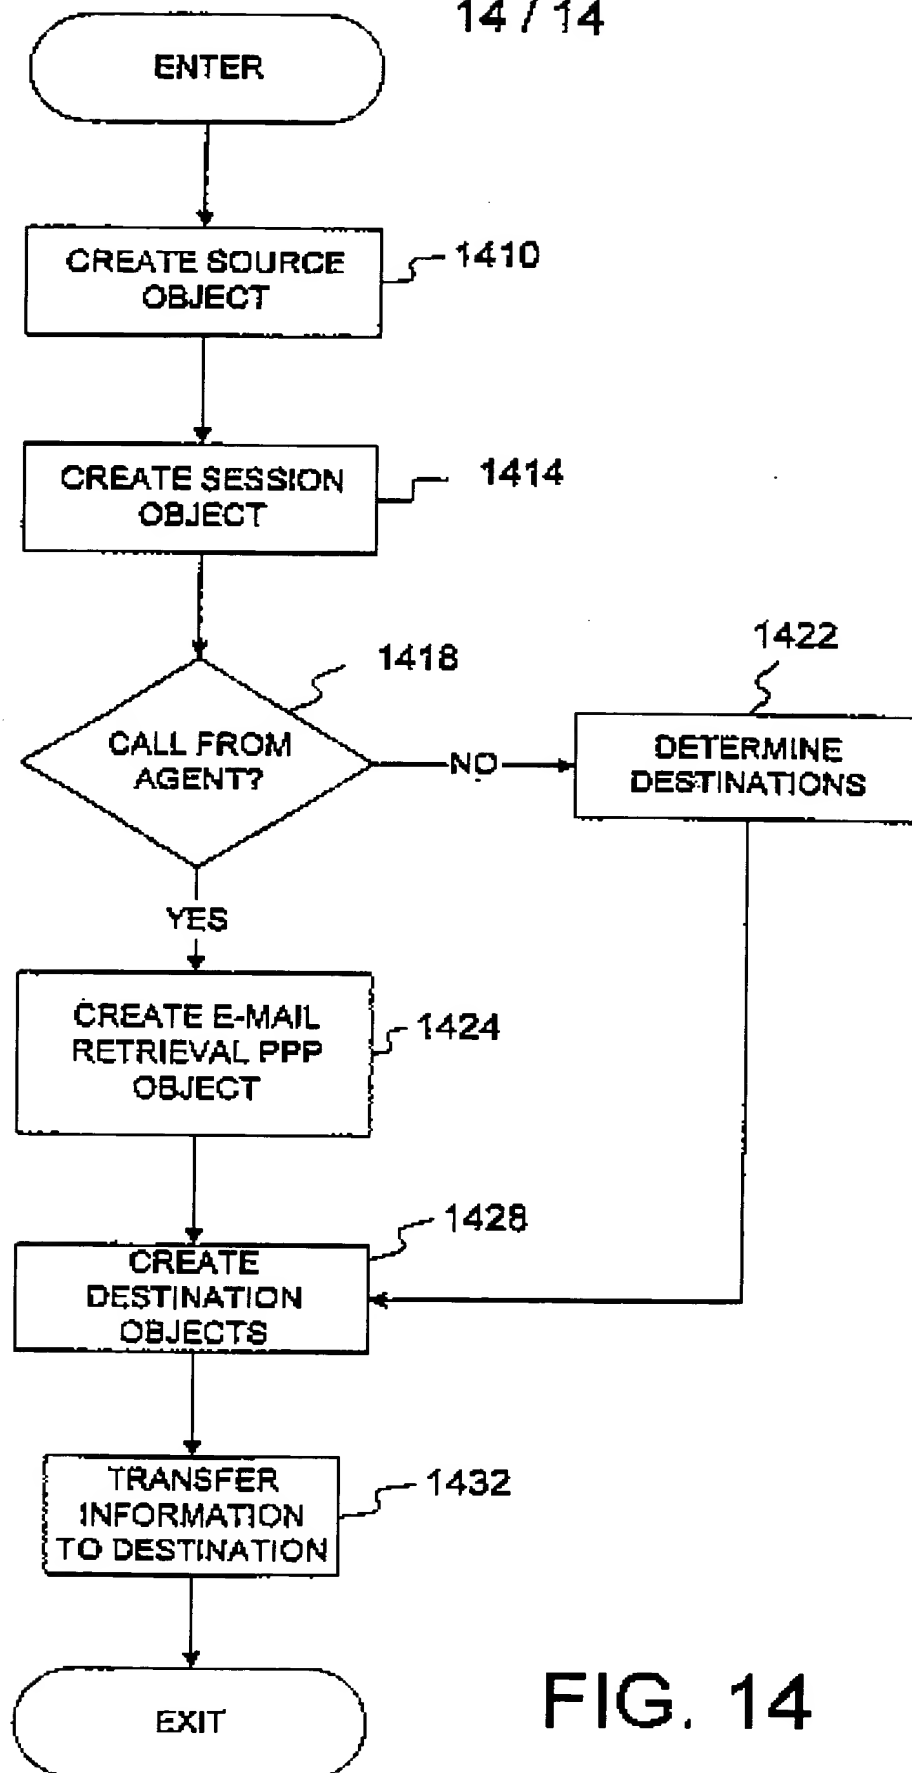 14 / 14
ENTER
CREATE SOURCE
OBJECT
1410
CREATE SESSION
OBJECT
1414
CALL FROM
AGENT?
1418
NO
1422
DETERMINE
DESTINATIONS
YES
CREATE E-MAIL
RETRIEVAL PPP
OBJECT
1424
CREATE
DESTINATION
OBJECTS
1428
TRANSFER
INFORMATION
TO DESTINATION
1432
EXIT
FIG. 14